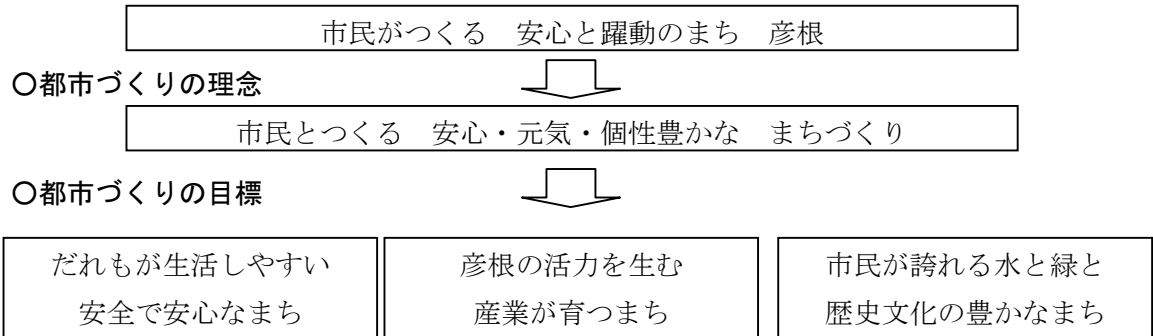 市民がつくる　安心と躍動のまち　彦根
〇都市づくりの理念
市民とつくる　安心・元気・個性豊かな　まちづくり
〇都市づくりの目標
だれもが生活しやすい
安全で安心なまち
彦根の活力を生む
産業が育つまち
市民が誇れる水と緑と
歴史文化の豊かなまち